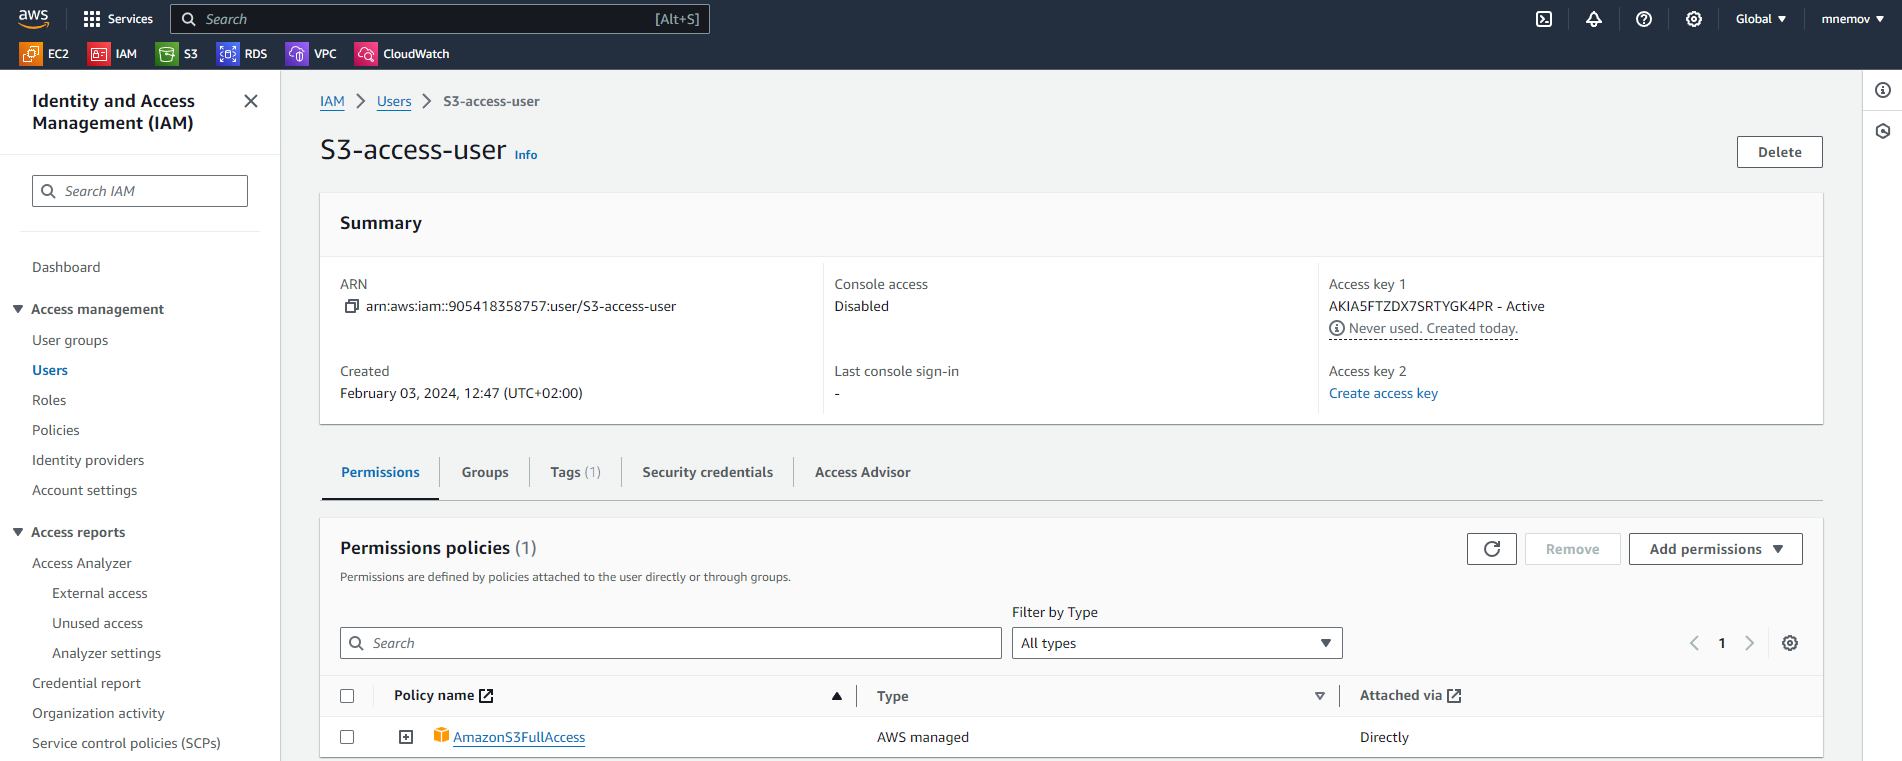 aws
Services
Search
[Alt+S]
Global
mnemov
EC2
IAM
S3
RDS
VPC
CloudWatch
Identity and Access
Management (IAM)
Search IAM
Dashboard
Access management
User groups
Users
Roles
Policies
Identity providers
Account settings
Access reports
Access Analyzer
External access
Unused access
Analyzer settings
Credential report
Organization activity
Service control policies (SCPs)
IAM
Users
S3-access-user
S3-access-user Info
Delete
Summary
ARN
arn:aws:iam::905418358757:user/S3-access-user
Created
February 03, 2024, 12:47 (UTC+02:00)
Console access
Disabled
Last console sign-in
-
Access key 1
AKIA5FTZDX7SRTYGK4PR - Active
Never used. Created today.
Access key 2
Create access key
Permissions
Groups
Tags (1)
Security credentials
Access Advisor
Permissions policies (1)
Permissions are defined by policies attached to the user directly or through groups.
Remove
Add permissions
Search
Filter by Type
All types
1
Policy name
Type
Attached via
AmazonS3FullAccess
AWS managed
Directly